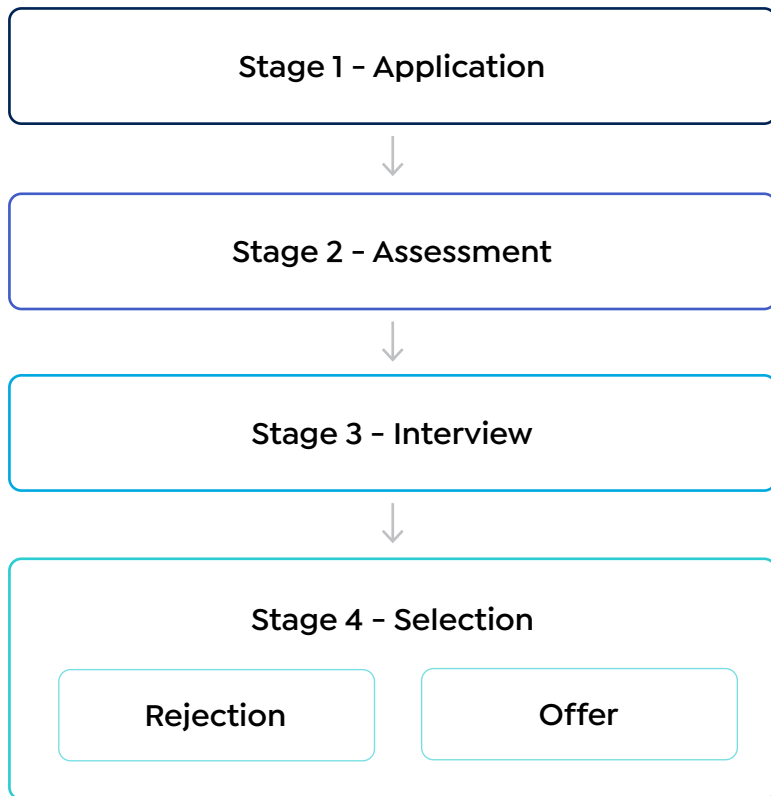 Stage 1 - Application
Stage 2 - Assessment
Stage 3 - Interview
Stage 4 - Selection
Rejection
Offer